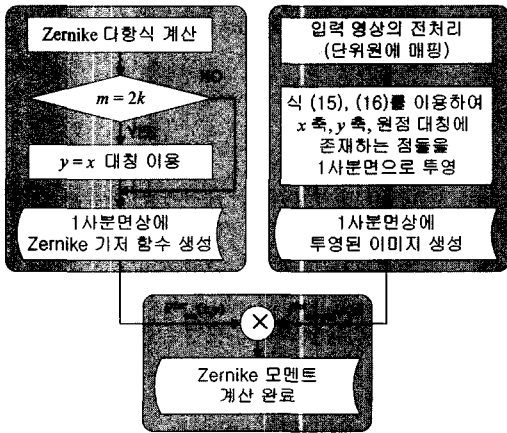 Zernike 다항식 계산
NO
m = 2k
YES
y = x 대칭 이용
1사분면상에
Zernike 기저 함수 생성
입력 영상의 전처리
(단위원에 매핑)
식 (15), (16)를 이용하여
x 축, y 축, 원점 대칭에
존재하는 점들을
1사분면으로 투영
1사분면상에
투영된 이미지 생성
×
Zernike 모멘트
계산 완료